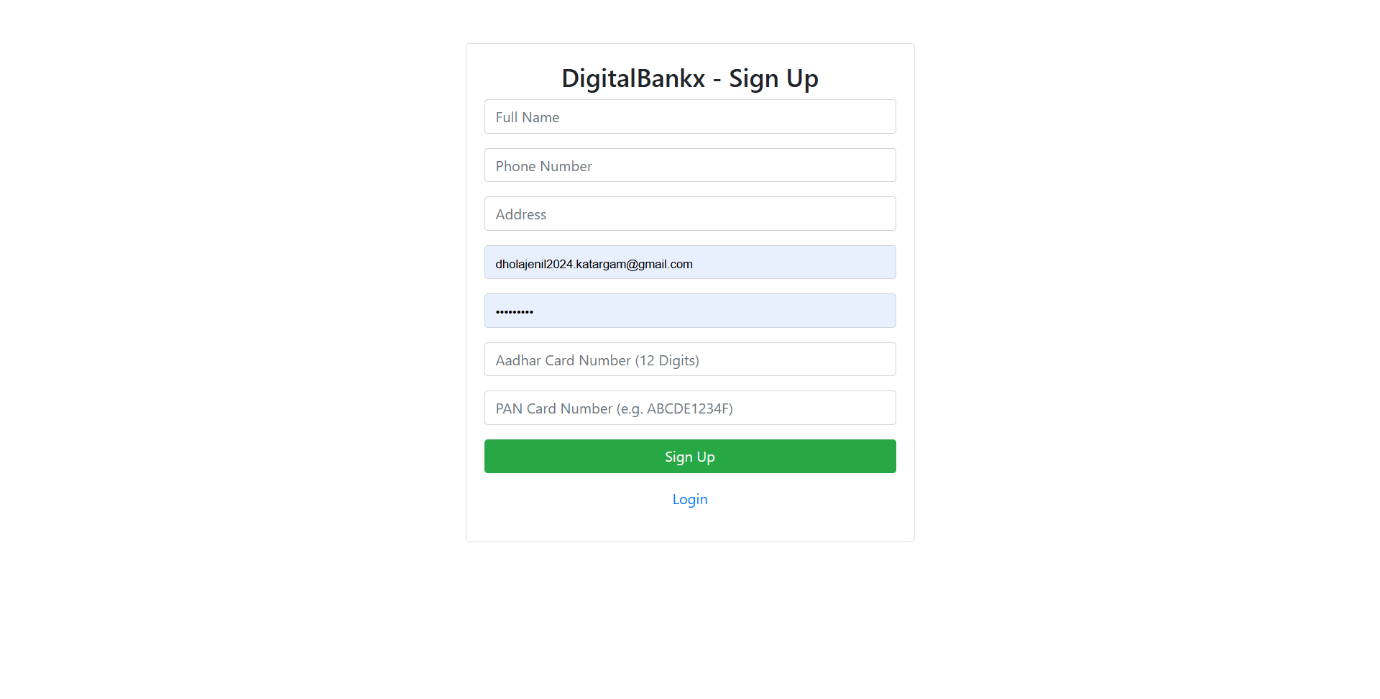 DigitalBankx - Sign Up
Full Name
Phone Number
Address
dholajenil2024.katargam@gmail.com
•••••••••
Aadhar Card Number (12 Digits)
PAN Card Number (e.g. ABCDE1234F)
Sign Up
Login